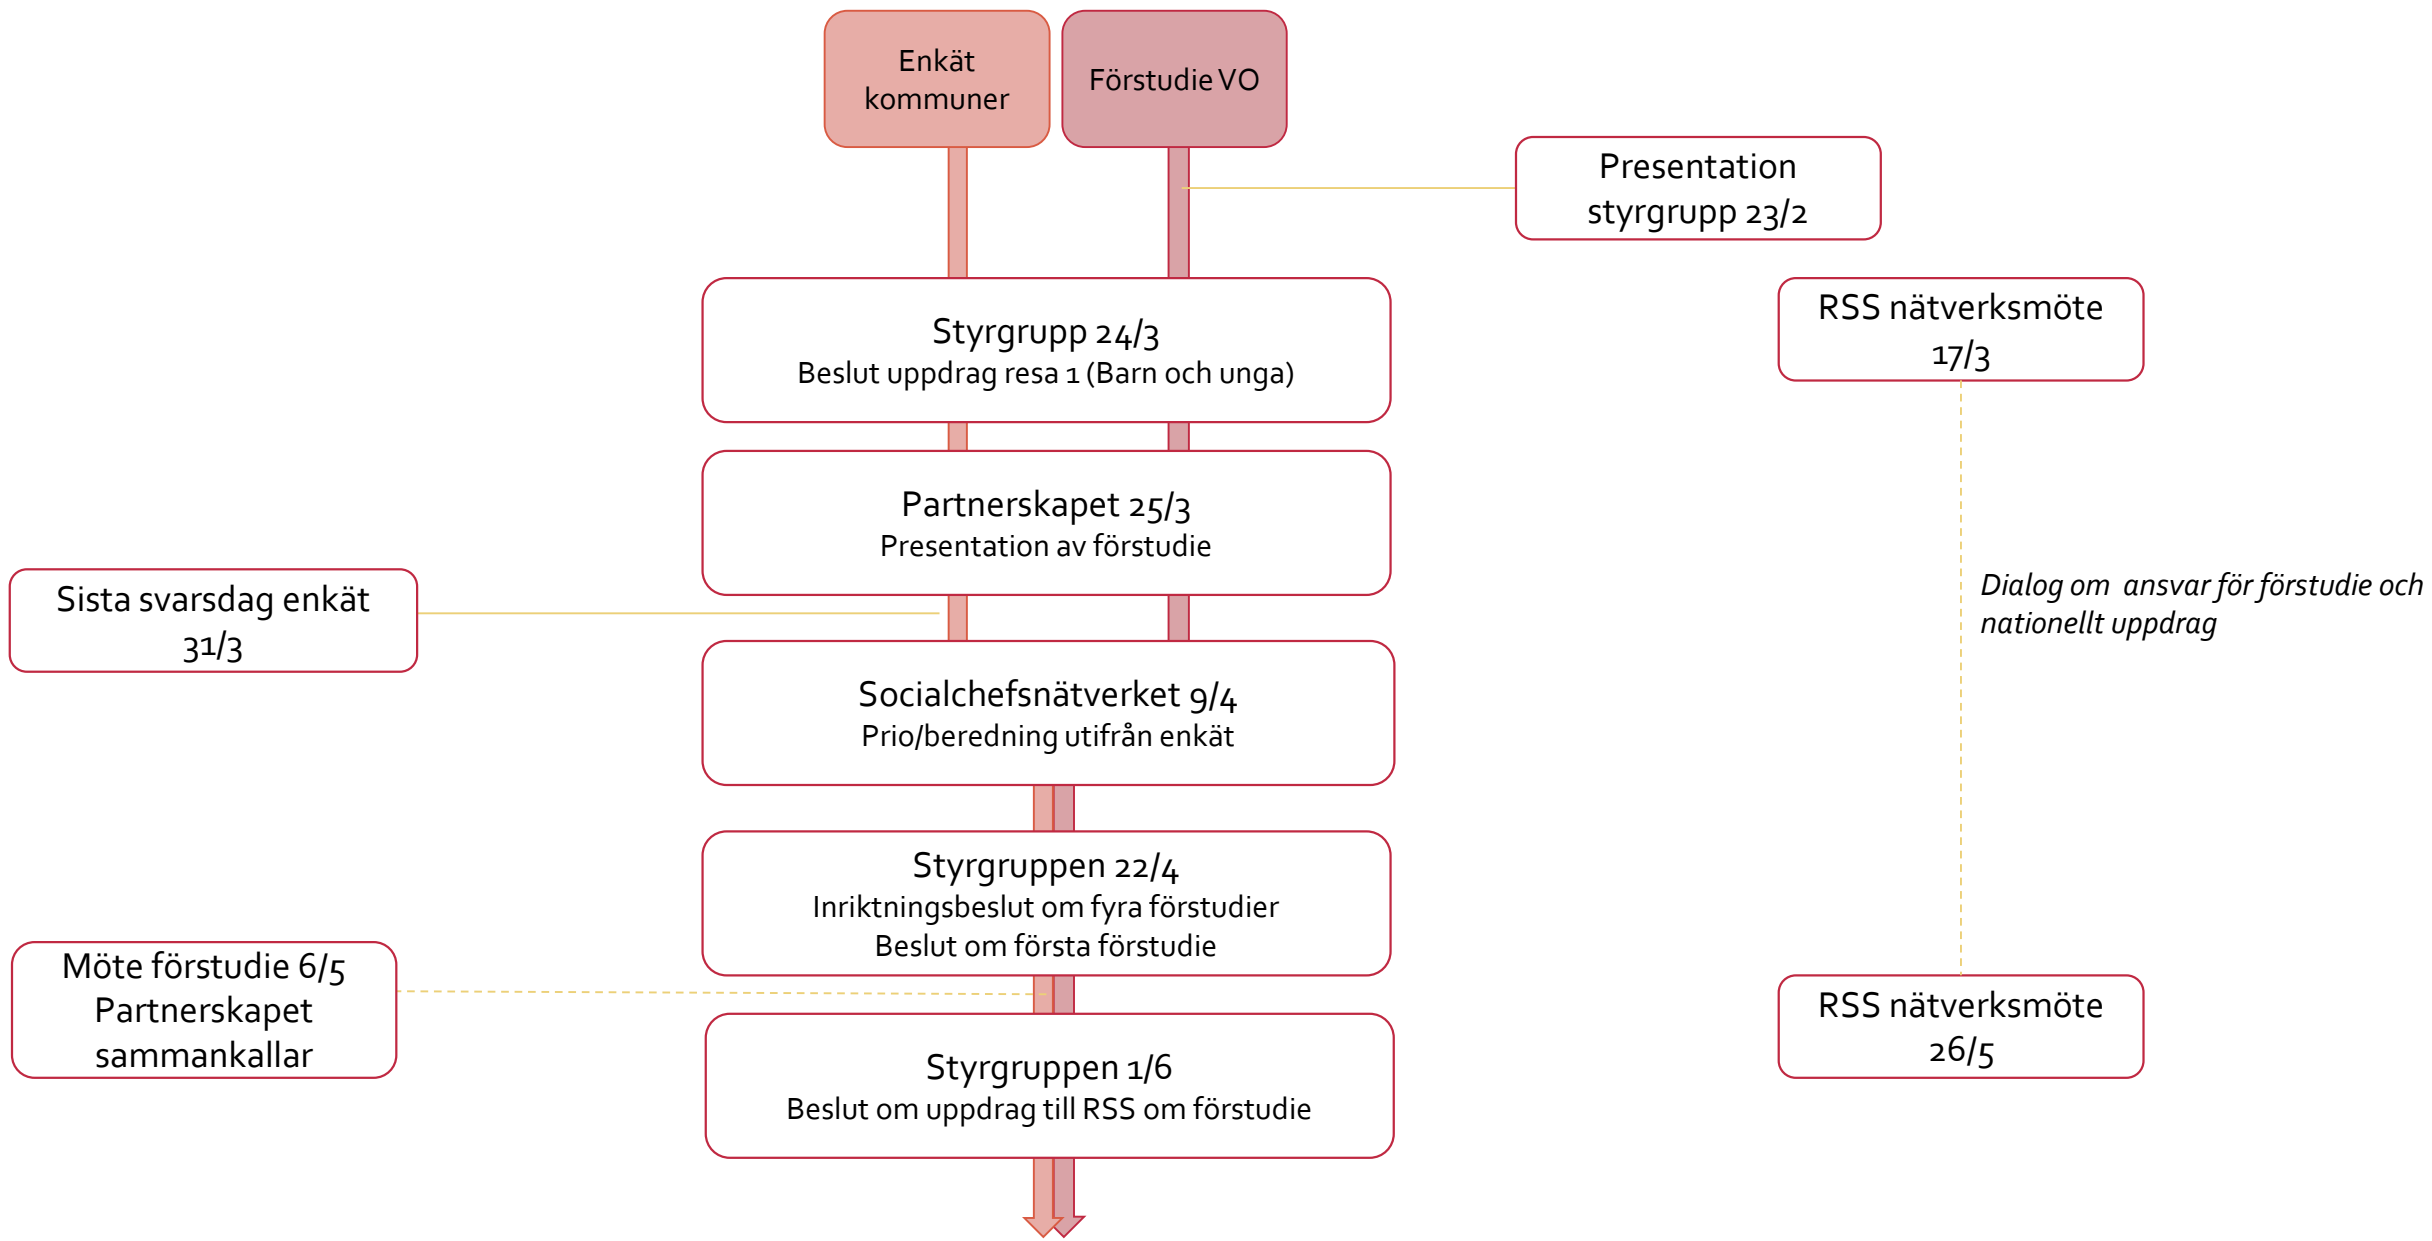 Enkät
kommuner
Förstudie VO
Presentation
styrgrupp 23/2
Styrgrupp 24/3
Beslut uppdrag resa 1 (Barn och unga)
RSS nätverksmöte
17/3
Partnerskapet 25/3
Presentation av förstudie
Sista svarsdag enkät
31/3
Dialog om  ansvar för förstudie och
nationellt uppdrag
Socialchefsnätverket 9/4
Prio/beredning utifrån enkät
Styrgruppen 22/4
Inriktningsbeslut om fyra förstudier
Beslut om första förstudie
Möte förstudie 6/5
Partnerskapet
sammankallar
RSS nätverksmöte
26/5
Styrgruppen 1/6
Beslut om uppdrag till RSS om förstudie